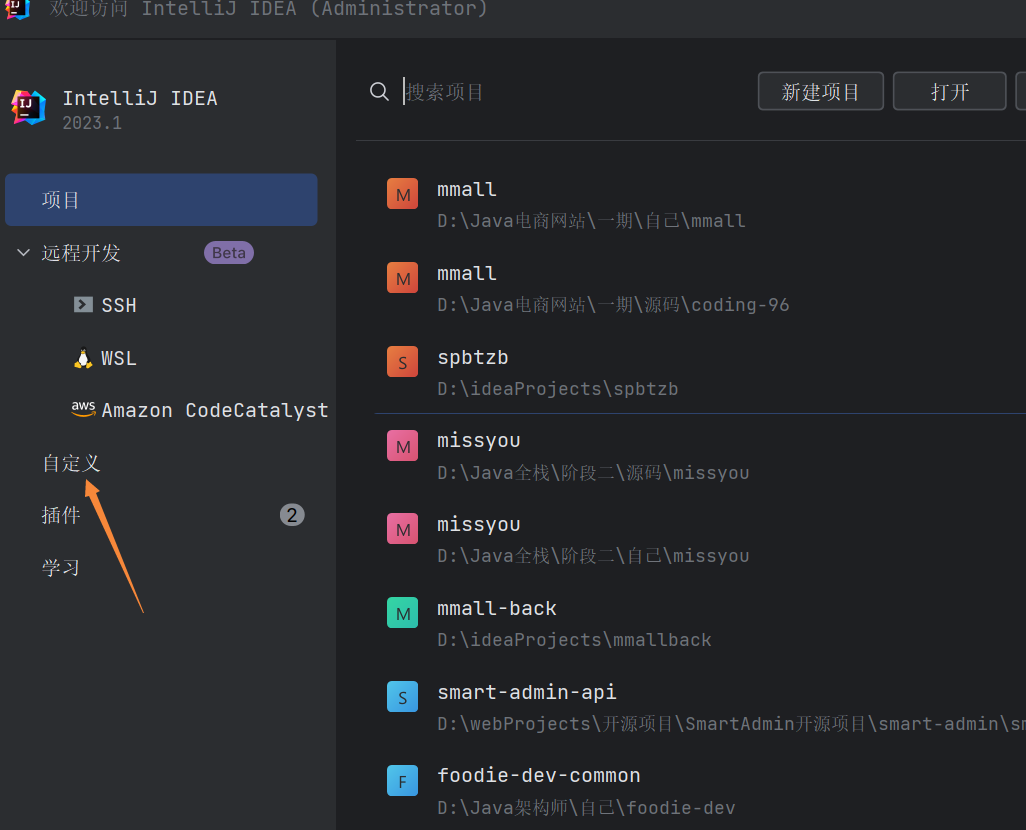 欢迎访问 IntelliJ IDEA (Administrator)
IntelliJ IDEA
2023.1
项目
远程开发 Beta
SSH
WSL
aws Amazon CodeCatalyst
自定义
插件 2
学习
搜索项目
新建项目 打开
M mmall
D:\Java电商网站\一期\自己\mmall
M mmall
D:\Java电商网站\一期\源码\coding-96
S spbtzb
D:\ideaProjects\spbtzb
M missyou
D:\Java全栈\阶段二\源码\missyou
M missyou
D:\Java全栈\阶段二\自己\missyou
M mmall-back
D:\ideaProjects\mmallback
S smart-admin-api
D:\webProjects\开源项目\SmartAdmin开源项目\smart-admin\sm
F foodie-dev-common
D:\Java架构师\自己\foodie-dev